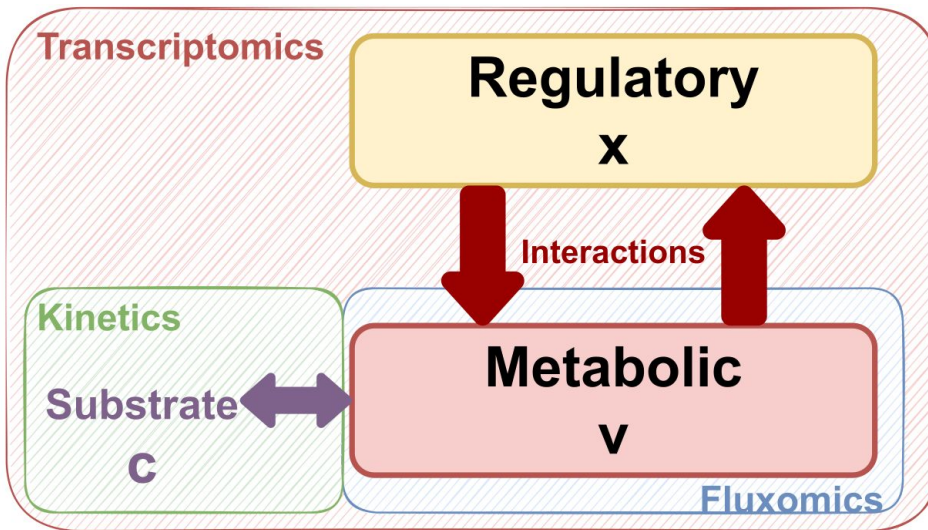 Transcriptomics
Regulatory
x
Interactions
Kinetics
Metabolic
Substrate
v
c
Fluxomics